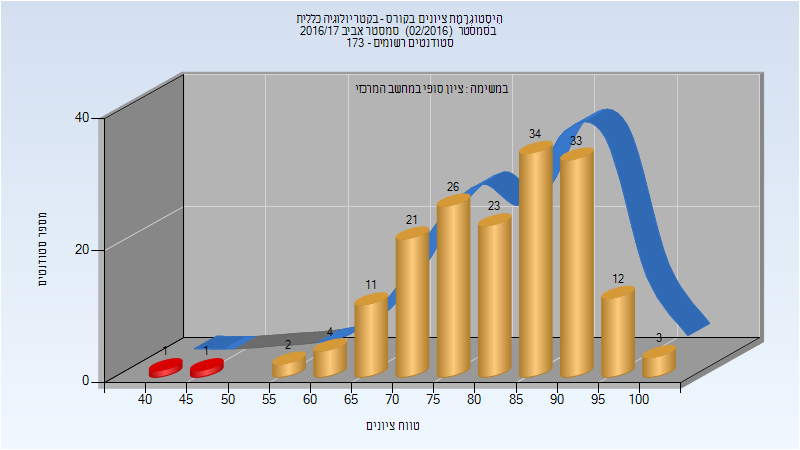 היסטוגרמת ציונים בקורס - בקטריולוגיה כללית
בסמסטר (02/2016) סמסטר אביב 2016/17
סטודנטים רשומים - 173
במשימה : ציון סופי במחשב המרכזי
מספר סטודנטים
40
20
0
1
1
2
4
11
21
26
23
34
33
12
3
40 45 50 55 60 65 70 75 80 85 90 95 100
טווח ציונים